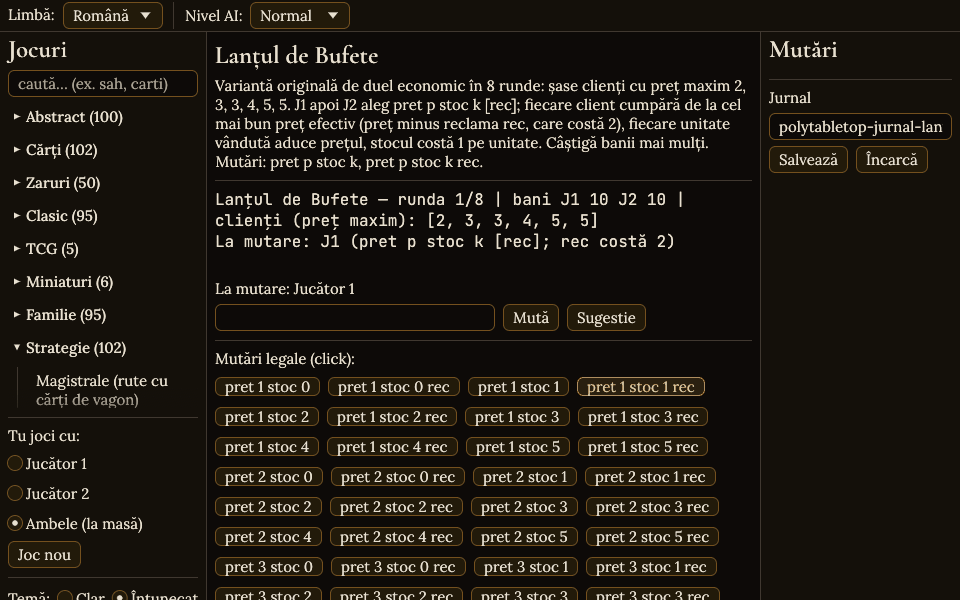 Limbă: Română ▼ Nivel AI: Normal ▼
Jocuri
caută... (ex. sah, carti)
▸ Abstract (100)
▸ Cărți (102)
▸ Zaruri (50)
▸ Clasic (95)
▸ TCG (5)
▸ Miniaturi (6)
▸ Familie (95)
▾ Strategie (102)
Magistrale (rute cu
cărți de vagon)
Tu joci cu:
Jucător 1
Jucător 2
Ambele (la masă)
Joc nou
Temă: Clar Întunecat
Lanțul de Bufete
Variantă originală de duel economic în 8 runde: șase clienți cu preț maxim 2,
3, 3, 4, 5, 5. J1 apoi J2 aleg pret p stoc k [rec]; fiecare client cumpără de la cel
mai bun preț efectiv (preț minus reclama rec, care costă 2), fiecare unitate
vândută aduce prețul, stocul costă 1 pe unitate. Câștigă banii mai mulți.
Mutări: pret p stoc k, pret p stoc k rec.
Lanțul de Bufete — runda 1/8 | bani J1 10 J2 10 |
clienți (preț maxim): [2, 3, 3, 4, 5, 5]
La mutare: J1 (pret p stoc k [rec]; rec costă 2)
La mutare: Jucător 1
Mută Sugestie
Mutări legale (click):
pret 1 stoc 0 pret 1 stoc 0 rec pret 1 stoc 1 pret 1 stoc 1 rec
pret 1 stoc 2 pret 1 stoc 2 rec pret 1 stoc 3 pret 1 stoc 3 rec
pret 1 stoc 4 pret 1 stoc 4 rec pret 1 stoc 5 pret 1 stoc 5 rec
pret 2 stoc 0 pret 2 stoc 0 rec pret 2 stoc 1 pret 2 stoc 1 rec
pret 2 stoc 2 pret 2 stoc 2 rec pret 2 stoc 3 pret 2 stoc 3 rec
pret 2 stoc 4 pret 2 stoc 4 rec pret 2 stoc 5 pret 2 stoc 5 rec
pret 3 stoc 0 pret 3 stoc 0 rec pret 3 stoc 1 pret 3 stoc 1 rec
pret 3 stoc 2 pret 3 stoc 2 rec pret 3 stoc 3 pret 3 stoc 3 rec
Mutări
Jurnal
polytabletop-jurnal-lan
Salvează Încarcă